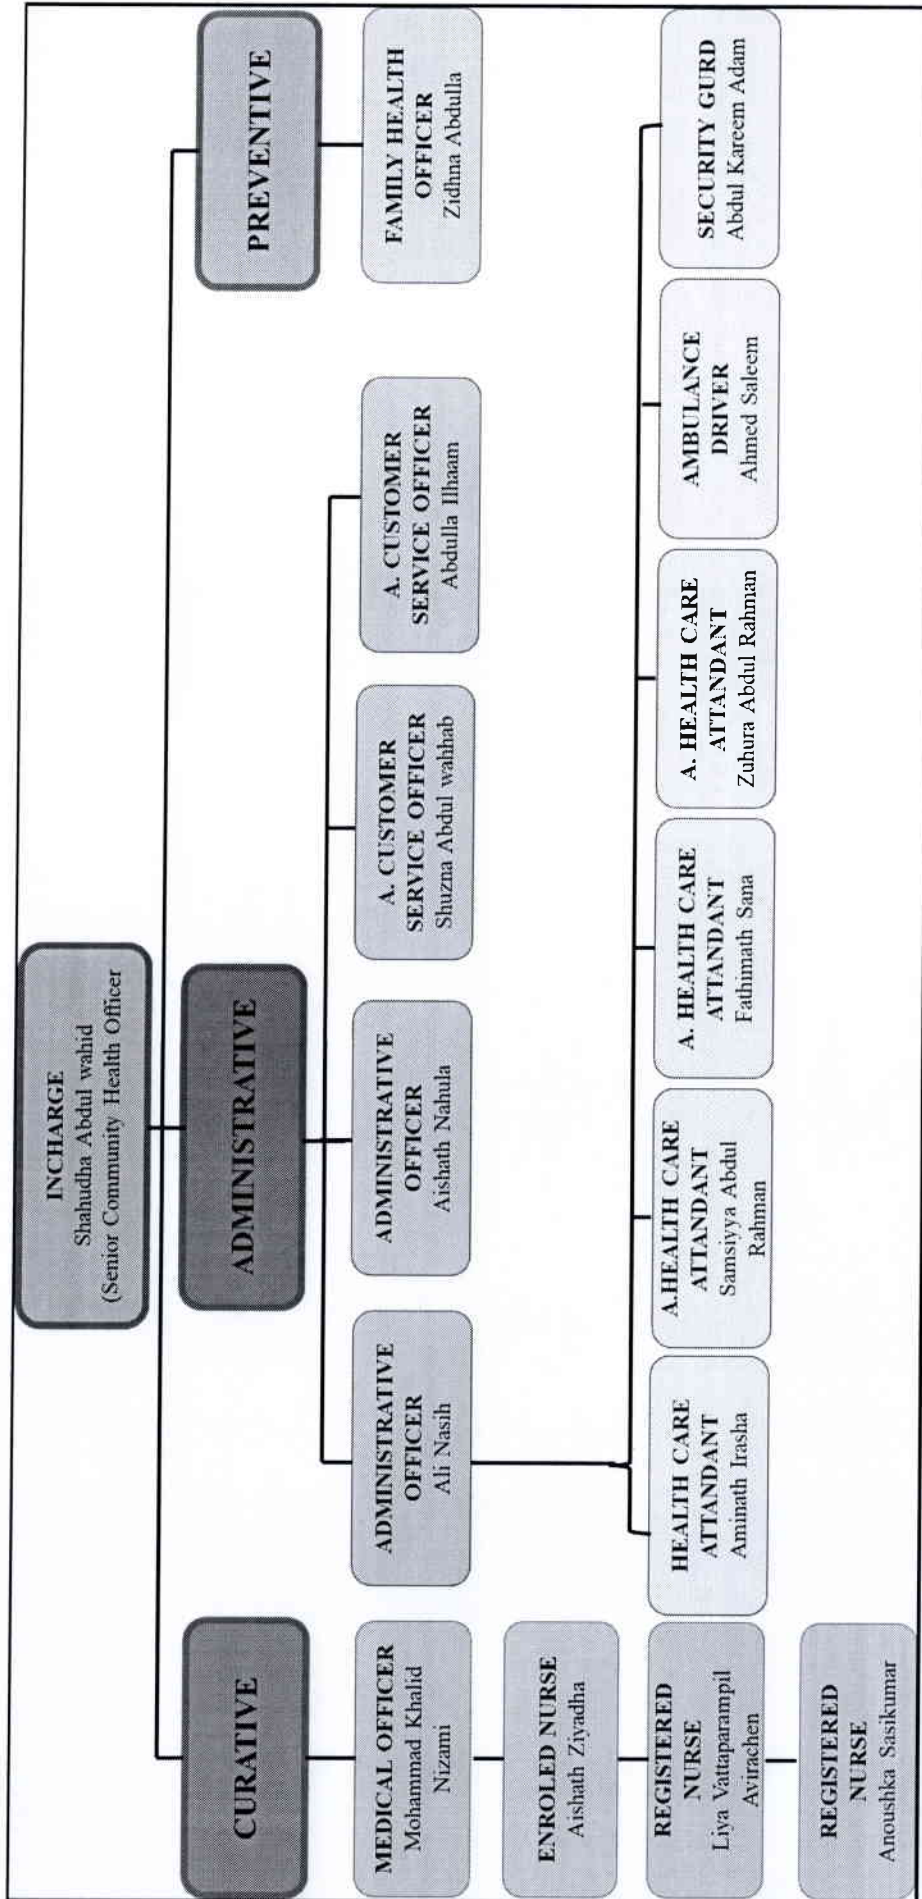 INCHARGE
Shahudha Abdul wahid
(Senior Community Health Officer
CURATIVE
ADMINISTRATIVE
PREVENTIVE
MEDICAL OFFICER
Mohammad Khalid
Nizami
ADMINISTRATIVE
OFFICER
Ali Nasih
ADMINISTRATIVE
OFFICER
Aishath Nahula
A. CUSTOMER
SERVICE OFFICER
Shuzna Abdul wahhab
A. CUSTOMER
SERVICE OFFICER
Abdulla Ilhaam
FAMILY HEALTH
OFFICER
Zidhna Abdulla
ENROLED NURSE
Aishath Ziyadha
REGISTERED
NURSE
Liya Vattaparampil
Avirachen
HEALTH CARE
ATTANDANT
Aminath Irasha
A.HEALTH CARE
ATTANDANT
Samsiyya Abdul
Rahman
A. HEALTH CARE
ATTANDANT
Fathimath Sana
A. HEALTH CARE
ATTANDANT
Zuhura Abdul Rahman
AMBULANCE
DRIVER
Ahmed Saleem
SECURITY GURD
Abdul Kareem Adam
REGISTERED
NURSE
Anoushka Sasikumar